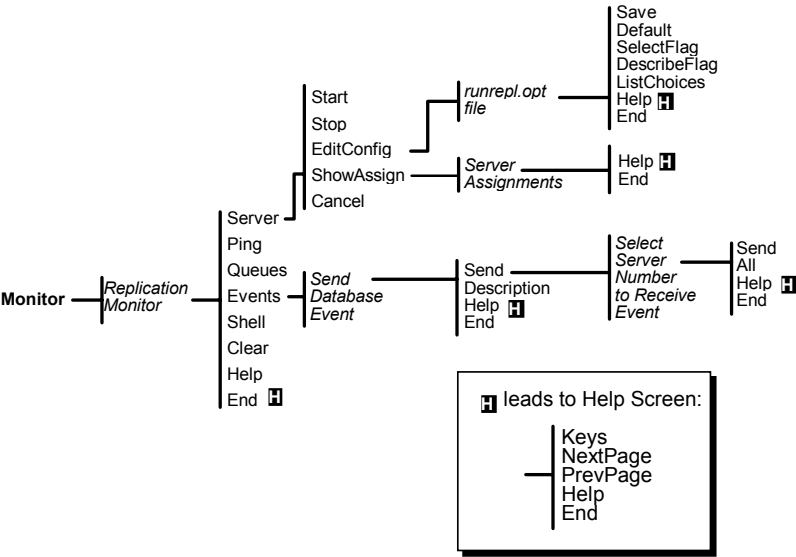 Monitor
Replication
Monitor
Server
Ping
Queues
Events
Shell
Clear
Help
End H
Start
Stop
EditConfig
ShowAssign
Cancel
runrepl.opt
file
Save
Default
SelectFlag
DescribeFlag
ListChoices
Help H
End
Server
Assignments
Help H
End
Send
Database
Event
Send
Description
Help H
End
Select
Server
Number
to Receive
Event
Send
All
Help H
End
H leads to Help Screen:
Keys
NextPage
PrevPage
Help
End